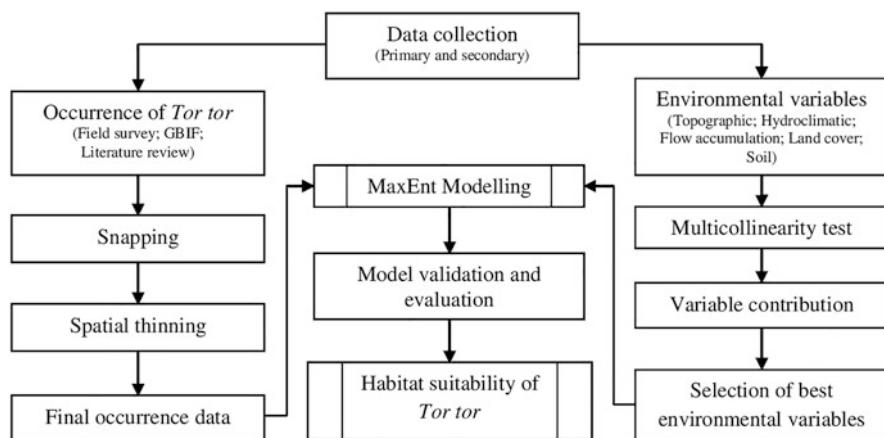 Data collection
(Primary and secondary)
Occurrence of Tor tor
(Field survey; GBIF;
Literature review)
Snapping
Spatial thinning
Final occurrence data
MaxEnt Modelling
Model validation and
evaluation
Habitat suitability of
Tor tor
Environmental variables
(Topographic; Hydroclimatic;
Flow accumulation; Land cover;
Soil)
Multicollinearity test
Variable contribution
Selection of best
environmental variables